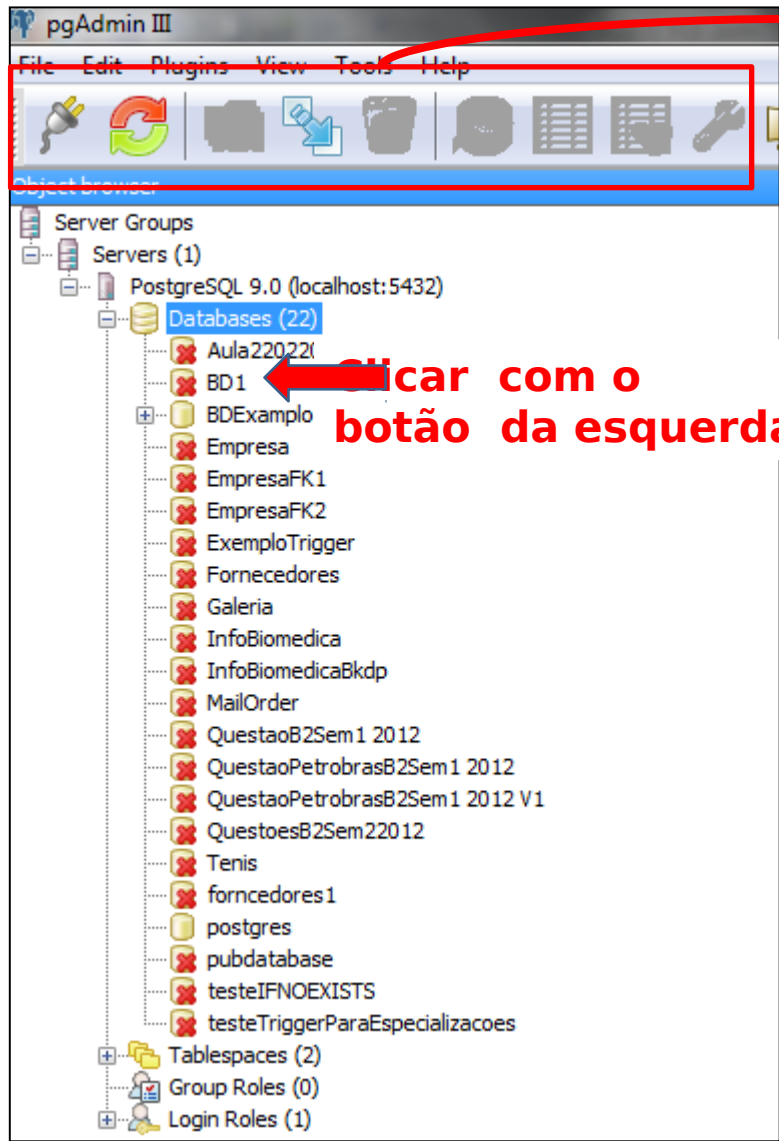 pgAdmin III
File Edit Plugins View Tools Help
Object browser
Server Groups
Servers (1)
PostgreSQL 9.0 (localhost:5432)
Databases (22)
Aula220220
BD1
Clicar com o
botão da esquerda
BDExamplo
Empresa
EmpresaFK1
EmpresaFK2
ExemploTrigger
Fornecedores
Galeria
InfoBiomedica
InfoBiomedicaBkdp
MailOrder
QuestaoB2Sem1 2012
QuestaoPetrobrasB2Sem1 2012
QuestaoPetrobrasB2Sem1 2012 V1
QuestoesB2Sem22012
Tenis
forncedores1
postgres
pubdatabase
testeIFNOEXISTS
testeTriggerParaEspecializacoes
Tablespaces (2)
Group Roles (0)
Login Roles (1)